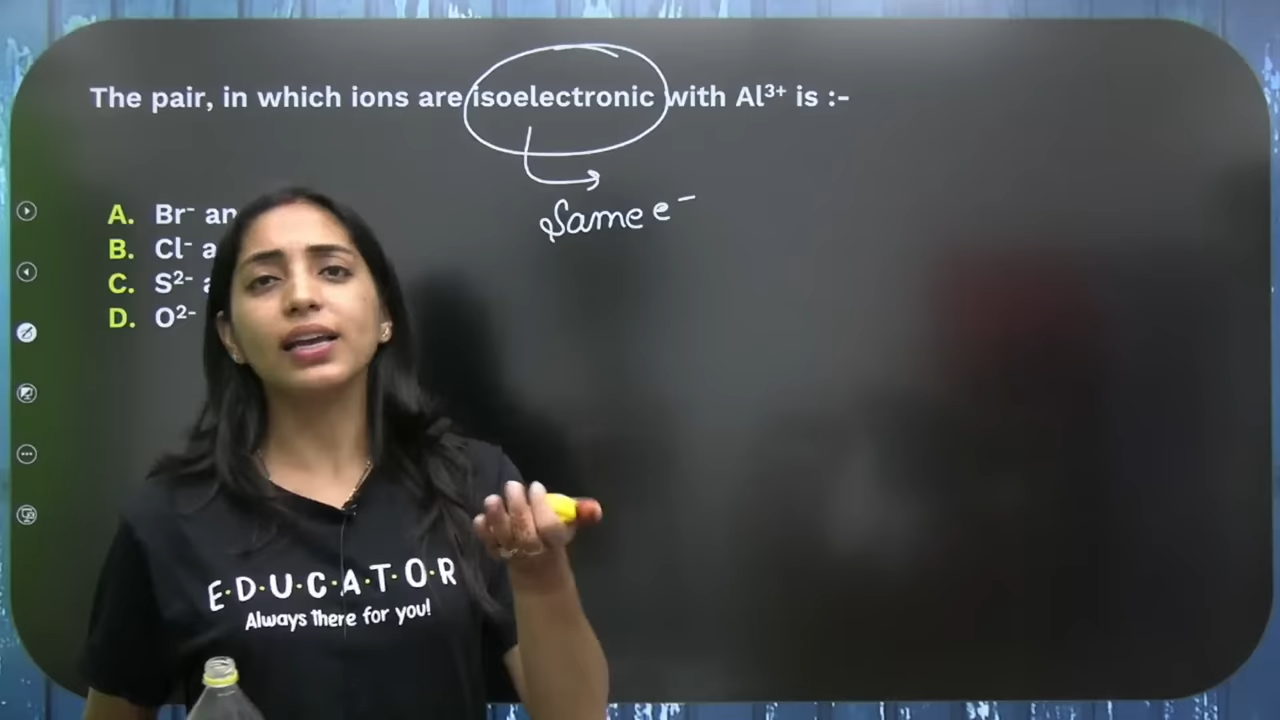 The pair, in which ions are isoelectronic with Al³⁺ is :-
Same e⁻
A. Br⁻ an
B. Cl⁻ a
C. S²⁻ a
D. O²⁻
E·D·U·C·A·T·O·R
Always there for you!